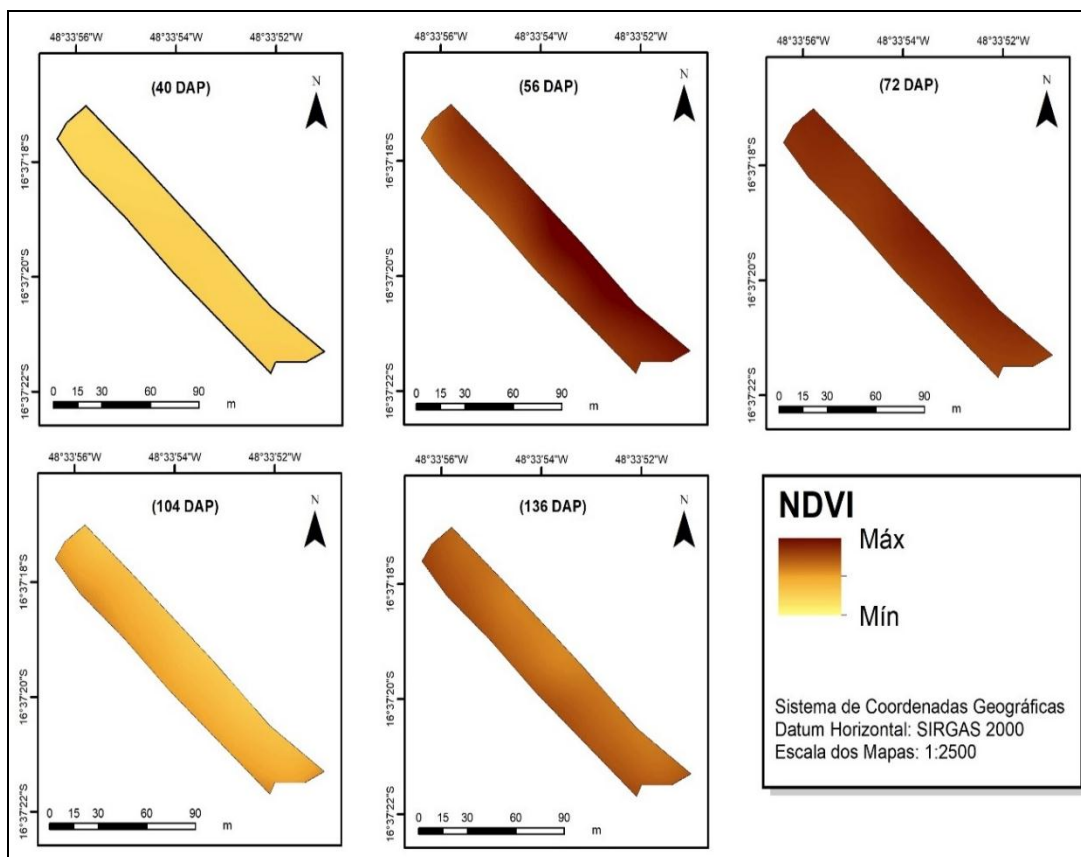 48°33'56"W 48°33'54"W 48°33'52"W
(40 DAP)
N
16°37'18"S
16°37'20"S
16°37'22"S
0 15 30 60 90
m
48°33'56"W 48°33'54"W 48°33'52"W
(56 DAP)
N
16°37'18"S
16°37'20"S
16°37'22"S
0 15 30 60 90
m
48°33'56"W 48°33'54"W 48°33'52"W
(72 DAP)
N
16°37'18"S
16°37'20"S
16°37'22"S
0 15 30 60 90
m
48°33'56"W 48°33'54"W 48°33'52"W
(104 DAP)
N
16°37'18"S
16°37'20"S
16°37'22"S
0 15 30 60 90
m
48°33'56"W 48°33'54"W 48°33'52"W
(136 DAP)
N
16°37'18"S
16°37'20"S
16°37'22"S
0 15 30 60 90
m
NDVI
Máx
Mín
Sistema de Coordenadas Geográficas
Datum Horizontal: SIRGAS 2000
Escala dos Mapas: 1:2500